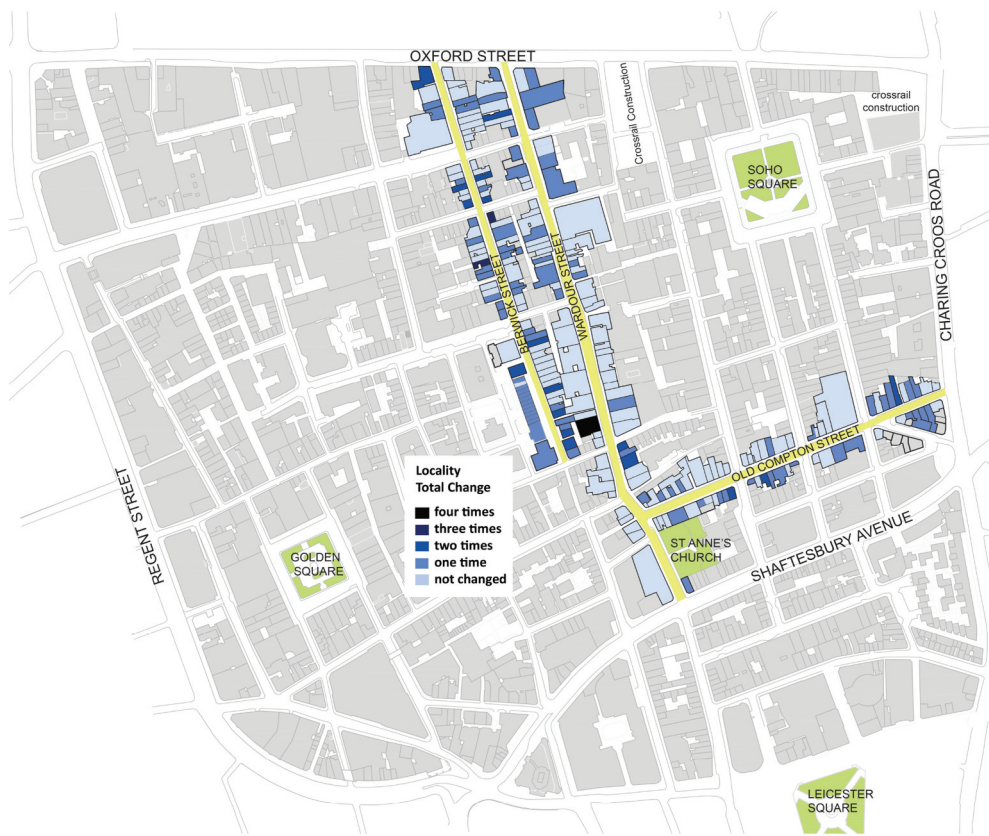 OXFORD STREET
Crossrail Construction
crossrail
construction
SOHO
SQUARE
CHARING CROOS ROAD
BERWICK STREET
WARDOUR STREET
OLD COMPTON STREET
REGENT STREET
Locality
Total Change
four times
three times
two times
one time
not changed
GOLDEN
SQUARE
ST ANNE'S
CHURCH
SHAFTESBURY AVENUE
LEICESTER
SQUARE